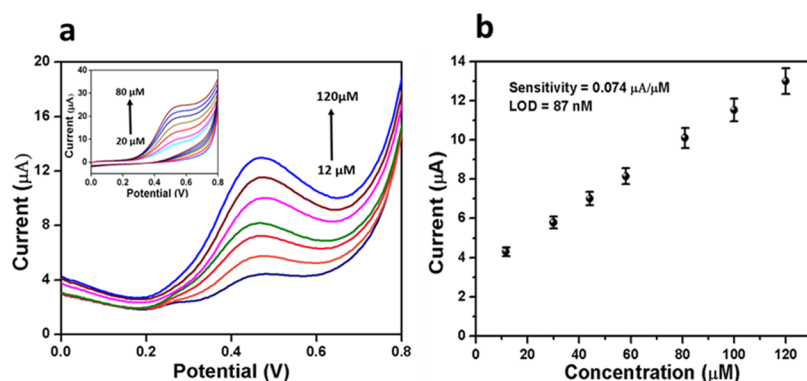 a
20
16
12
8
4
0
Current (μA)
0.0 0.2 0.4 0.6 0.8
Potential (V)
120μM
12 μM
40
30
20
10
0
Current (μA)
0.0 0.2 0.4 0.6 0.8
Potential (V)
80 μM
20 μM
b
14
12
10
8
6
4
2
0
Current (μA)
0 20 40 60 80 100 120
Concentration (μM)
Sensitivity = 0.074 μA/μM
LOD = 87 nM